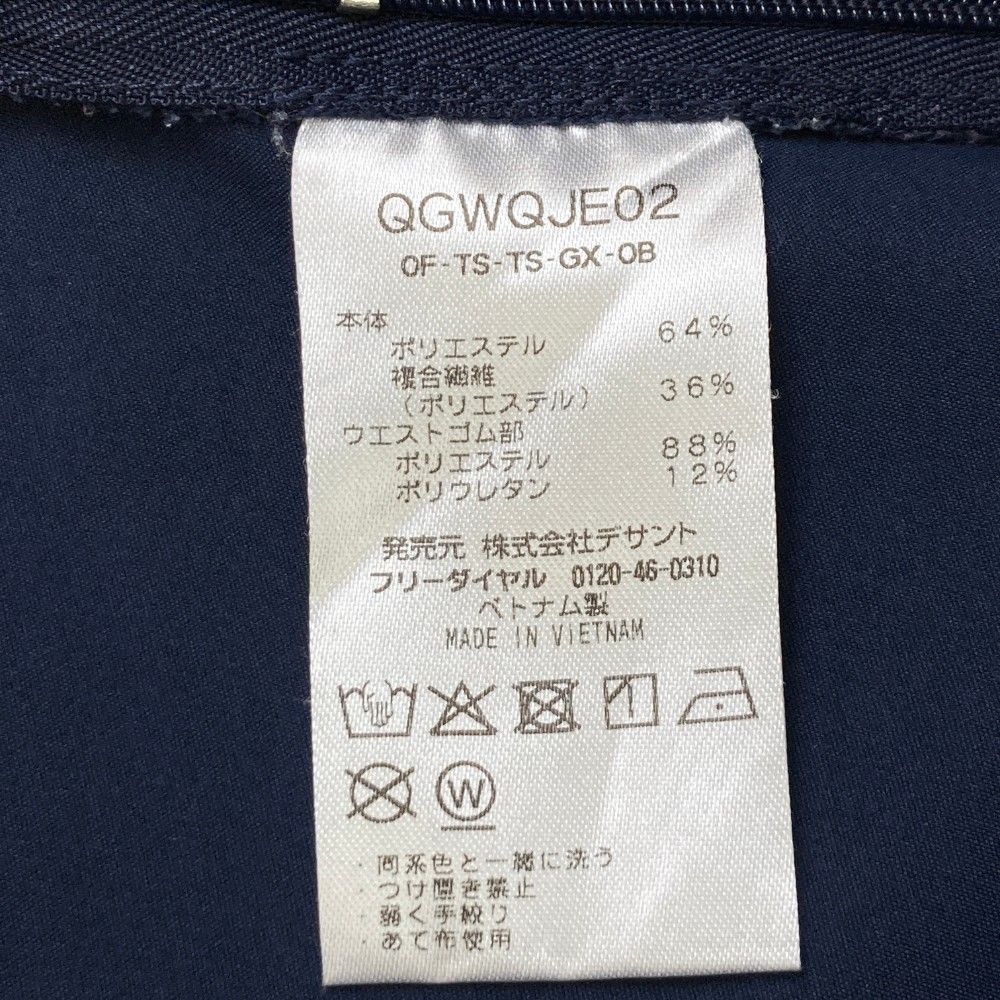 QGWQJE02
OF-TS-TS-GX-OB
本体
ポリエステル 64%
複合繊維
(ポリエステル) 36%
ウエストゴム部
ポリエステル 88%
ポリウレタン 12%
発売元 株式会社デサント
フリーダイヤル 0120-46-0310
ベトナム製
MADE IN VIETNAM
W
・同系色と一緒に洗う
・つけ置き禁止
・弱く手絞り
・あて布使用